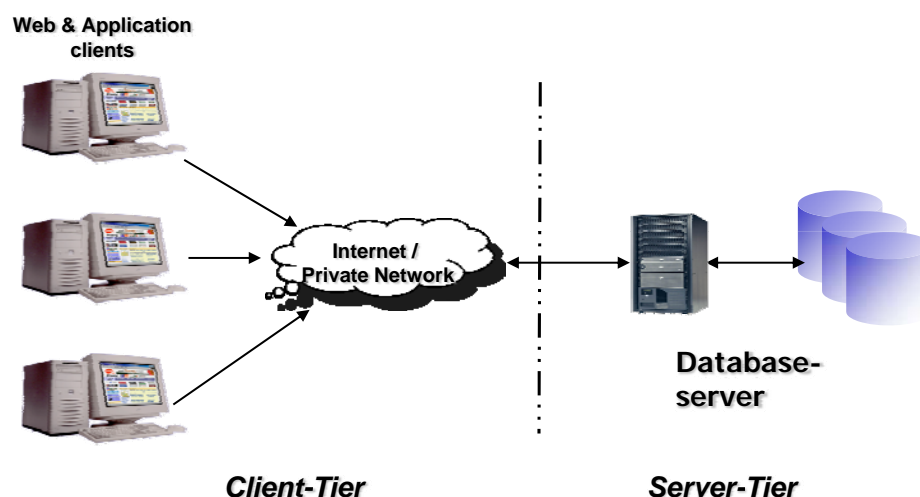 Web & Application
clients
Internet /
Private Network
Database-
server
Client-Tier
Server-Tier